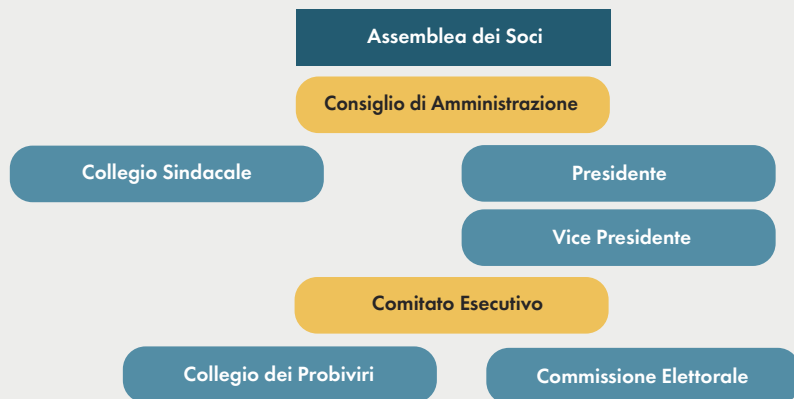 Assemblea dei Soci
Consiglio di Amministrazione
Collegio Sindacale
Presidente
Vice Presidente
Comitato Esecutivo
Collegio dei Probiviri
Commissione Elettorale